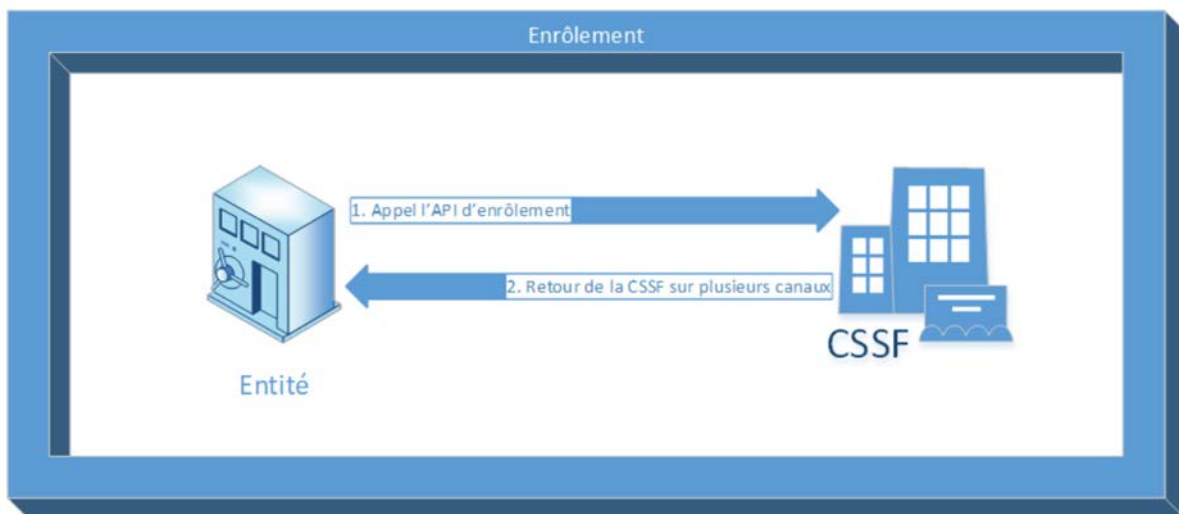 Enrôlement
1. Appel l'API d'enrôlement
2. Retour de la CSSF sur plusieurs canaux
CSSF
Entité